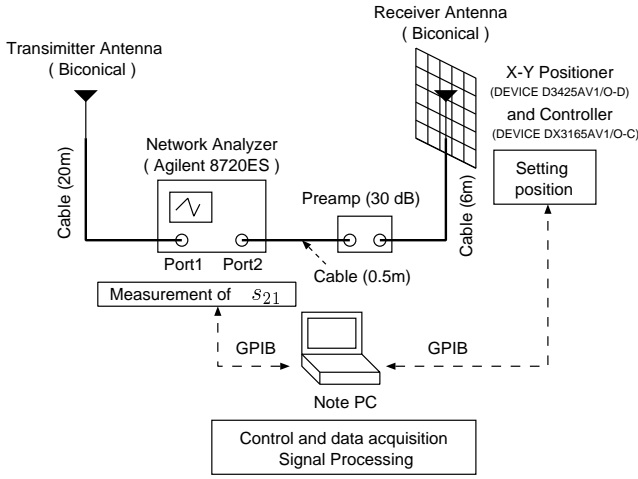 Transimitter Antenna
( Biconical )
Receiver Antenna
( Biconical )
X-Y Positioner
(DEVICE D3425AV1/O-D)
and Controller
(DEVICE DX3165AV1/O-C)
Setting
position
Network Analyzer
( Agilent 8720ES )
Preamp (30 dB)
Cable (20m)
Cable (6m)
Port1 Port2
Cable (0.5m)
Measurement of s21
GPIB
GPIB
Note PC
Control and data acquisition
Signal Processing